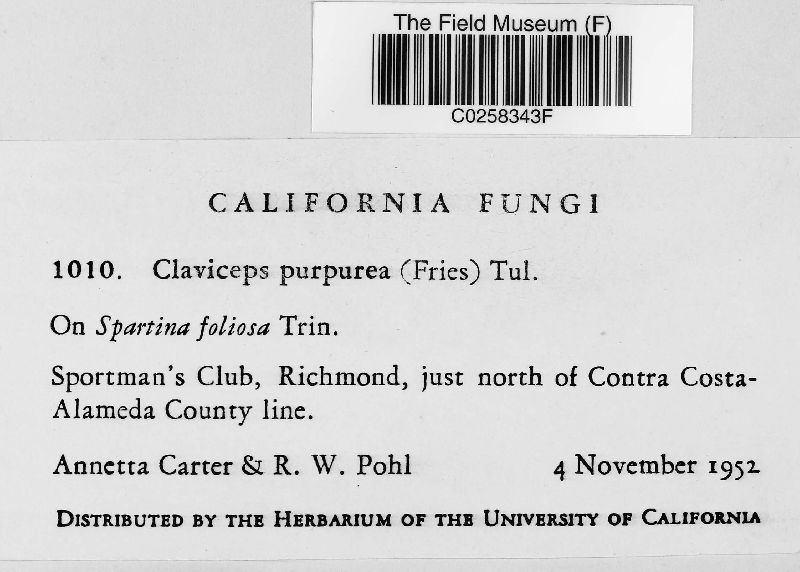 The Field Museum (F)
C0258343F
CALIFORNIA FUNGI
1010. Claviceps purpurea (Fries) Tul.
On Spartina foliosa Trin.
Sportman's Club, Richmond, just north of Contra Costa-
Alameda County line.
Annetta Carter & R. W. Pohl 4 November 1952
DISTRIBUTED BY THE HERBARIUM OF THE UNIVERSITY OF CALIFORNIA